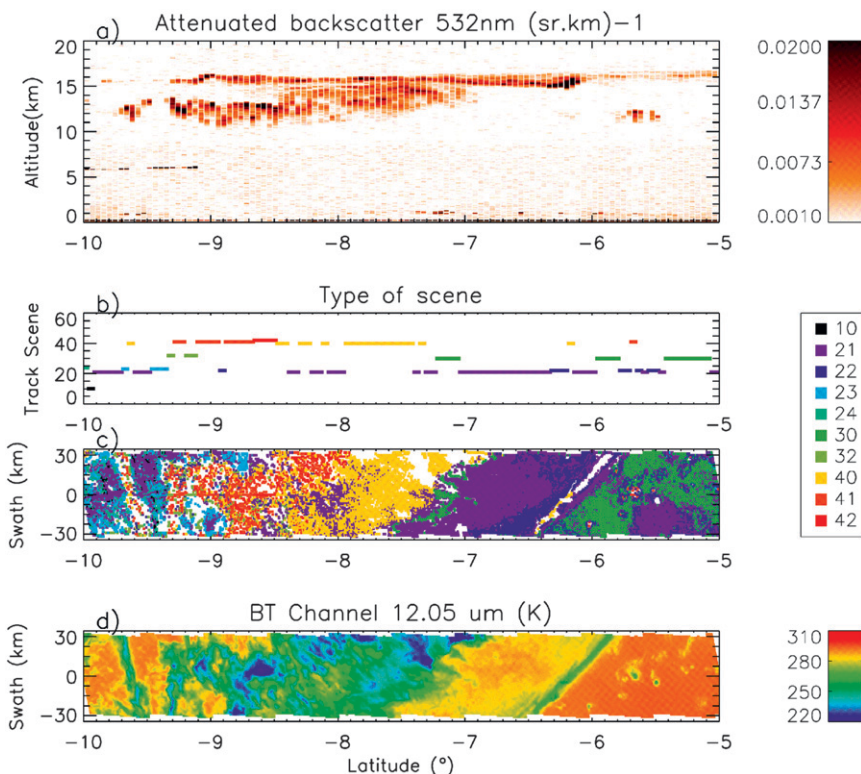 a) Attenuated backscatter 532nm (sr.km)-1
Altitude(km)
20
15
10
5
0
-10 -9 -8 -7 -6 -5
0.0200
0.0137
0.0073
0.0010
b) Type of scene
Track Scene
60
40
20
0
-10 -9 -8 -7 -6 -5
10
21
22
23
24
30
32
40
41
42
c)
Swath (km)
30
0
-30
-10 -9 -8 -7 -6 -5
d) BT Channel 12.05 um (K)
Swath (km)
30
0
-30
-10 -9 -8 -7 -6 -5
Latitude (°)
310
280
250
220